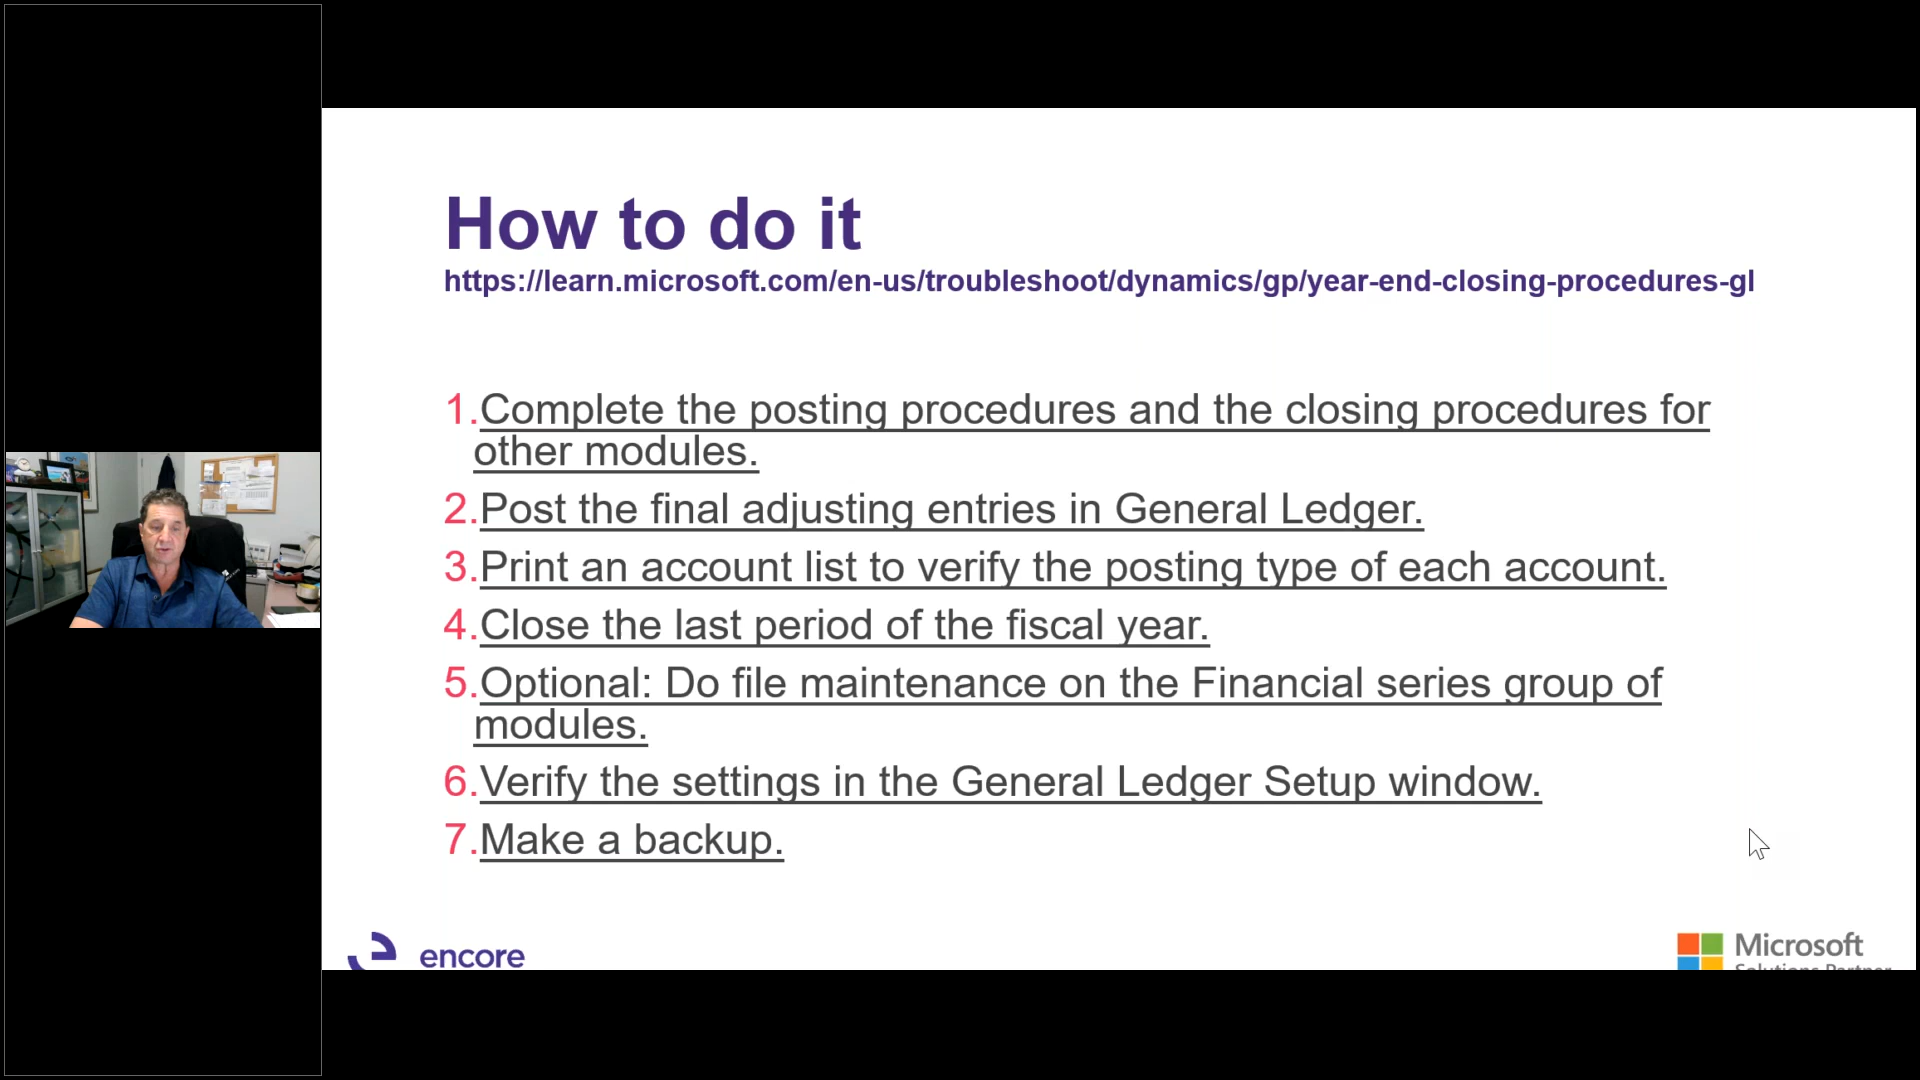 How to do it
https://learn.microsoft.com/en-us/troubleshoot/dynamics/gp/year-end-closing-procedures-gl
1.Complete the posting procedures and the closing procedures for
other modules.
2.Post the final adjusting entries in General Ledger.
3.Print an account list to verify the posting type of each account.
4.Close the last period of the fiscal year.
5.Optional: Do file maintenance on the Financial series group of
modules.
6.Verify the settings in the General Ledger Setup window.
7.Make a backup.
encore
Microsoft
Solutions Partner